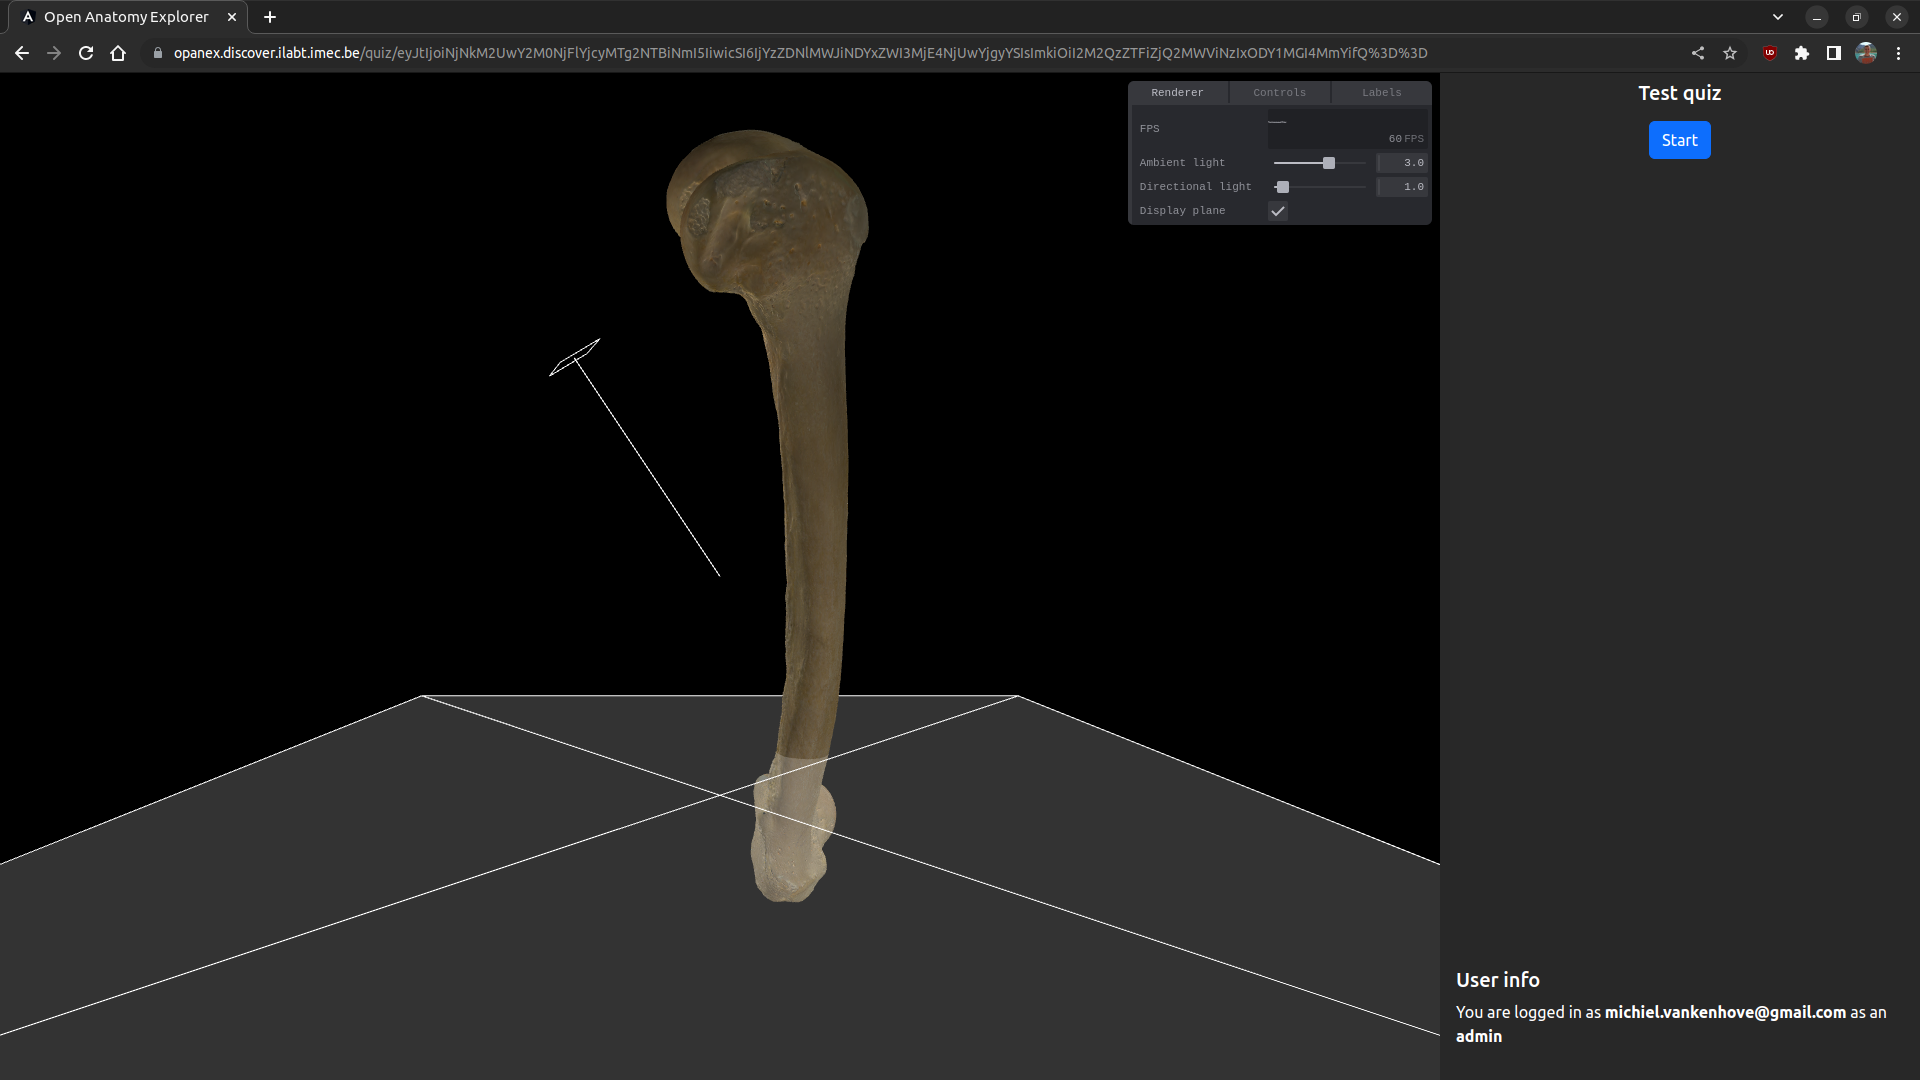 Open Anatomy Explorer
opanex.discover.ilabt.imec.be/quiz/eyJtIjoiNjNkM2UwY2M0NjFlYjcyMTg2NTBiNmI5IiwicSI6IjYzZDNlMWJiNDYxZWI3MjE4NjUwYjgyYSIsImkiOiI2M2QzZTFiZjQ2MWViNzIxODY1MGI4MmYifQ%3D%3D
Renderer Controls Labels
FPS
60 FPS
Ambient light 3.0
Directional light 1.0
Display plane
Test quiz
Start
User info
You are logged in as michiel.vankenhove@gmail.com as an
admin